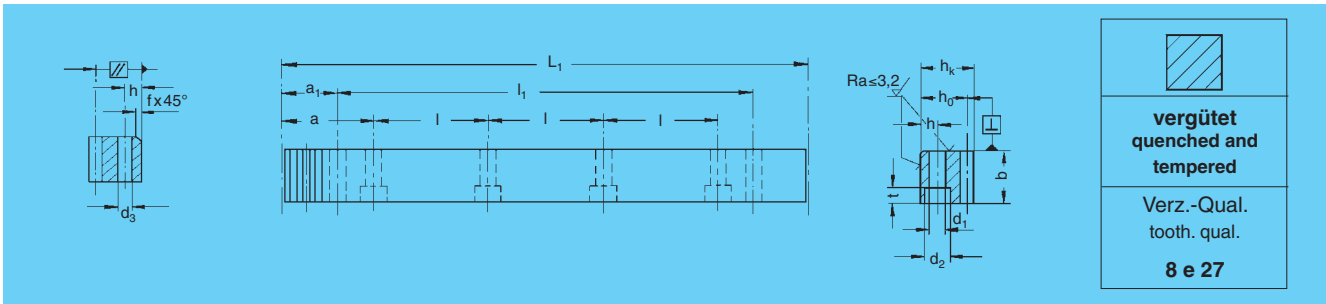 h
f x 45°
d₃
L₁
a₁
l₁
a
l
l
l
Ra≤3,2
hₖ
h₀
h
b
t
d₁
d₂
vergütet
quenched and
tempered
Verz.-Qual.
tooth. qual.
8 e 27